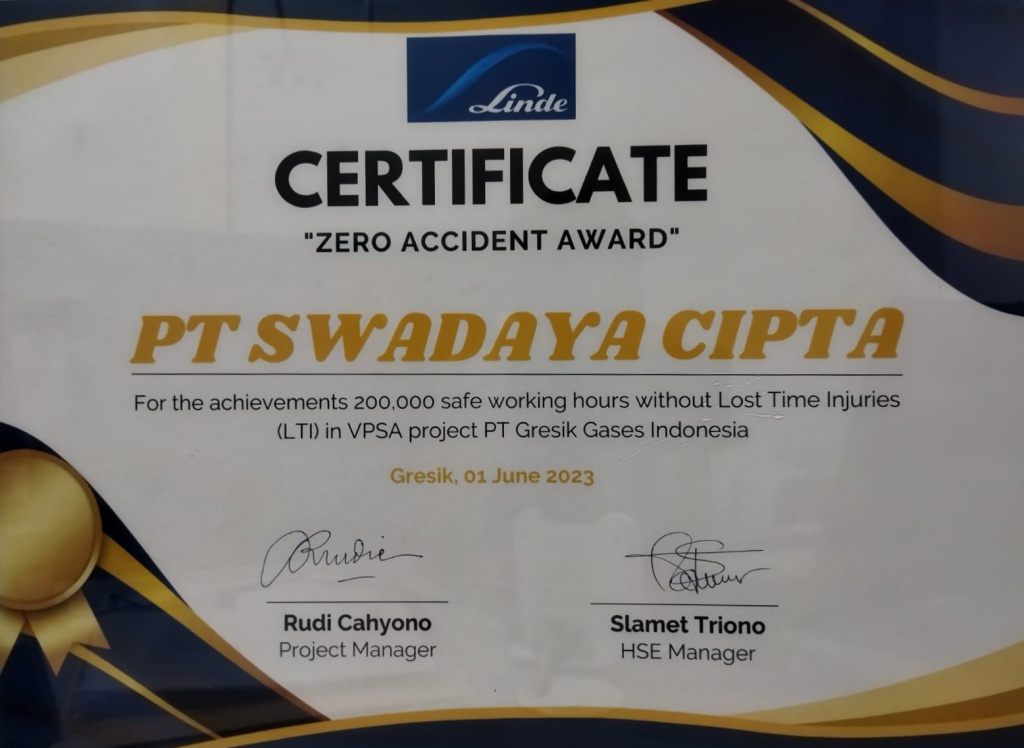 Linde
CERTIFICATE
"ZERO ACCIDENT AWARD"
PT SWADAYA CIPTA
For the achievements 200,000 safe working hours without Lost Time Injuries
(LTI) in VPSA project PT Gresik Gases Indonesia
Gresik, 01 June 2023
Rudi Cahyono
Project Manager
Slamet Triono
HSE Manager